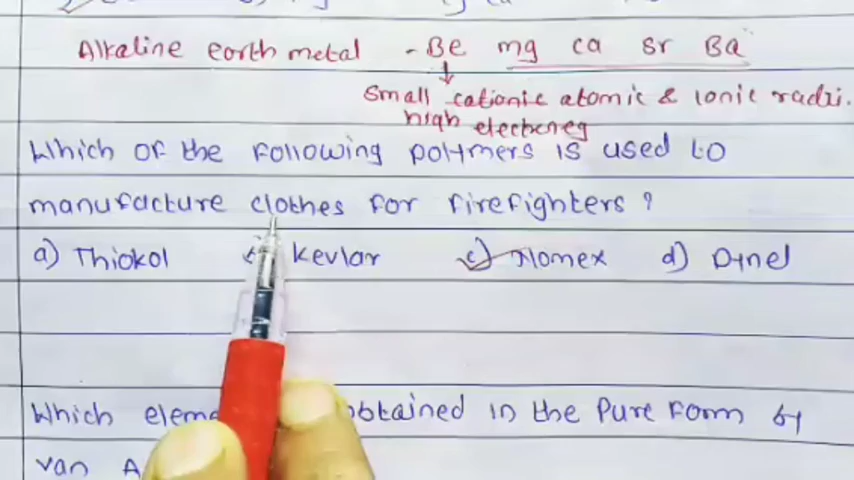 Alkaline earth metal - Be mg ca sr Ba
Small cationic atomic & ionic radii.
high electroneg
Which of the following polymers is used to
manufacture clothes for firefighters ?
a) Thiokol Kevlar c) Nomex d) Dynel
Which obtained in the Pure form by
van